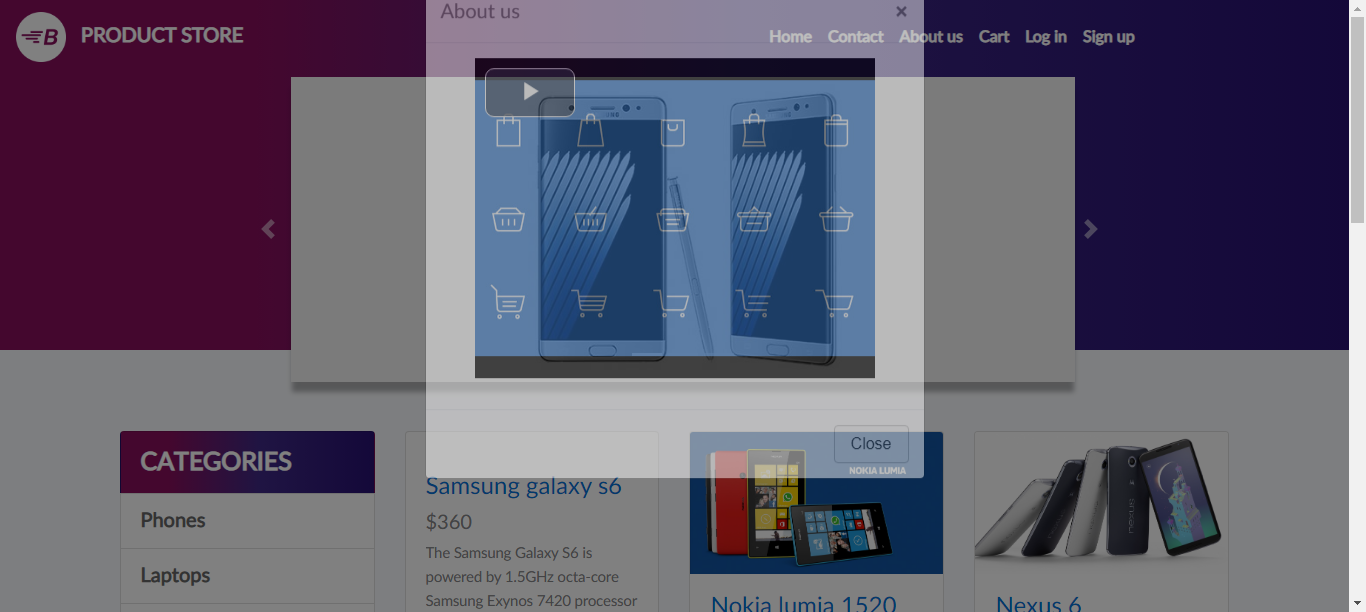 About us ×
B PRODUCT STORE
Home Contact About us Cart Log in Sign up
CATEGORIES
Phones
Laptops
Samsung galaxy s6
$360
The Samsung Galaxy S6 is
powered by 1.5GHz octa-core
Samsung Exynos 7420 processor
Close
NOKIA LUMIA
Nokia lumia 1520
nexus
Nexus 6